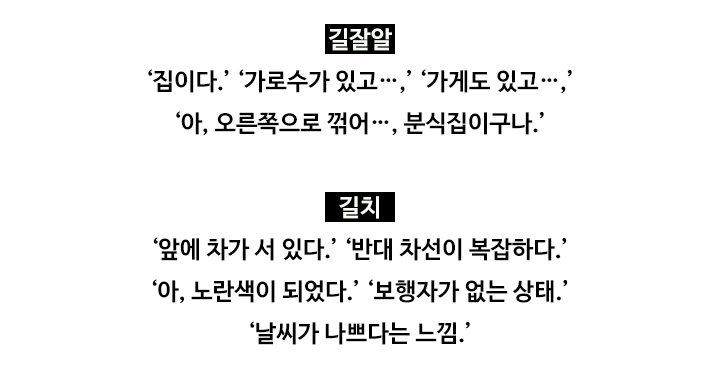 길잘알
‘집이다.’ ‘가로수가 있고⋯,’ ‘가게도 있고⋯,’
‘아, 오른쪽으로 꺾어⋯, 분식집이구나.’
길치
‘앞에 차가 서 있다.’ ‘반대 차선이 복잡하다.’
‘아, 노란색이 되었다.’ ‘보행자가 없는 상태.’
‘날씨가 나쁘다는 느낌.’